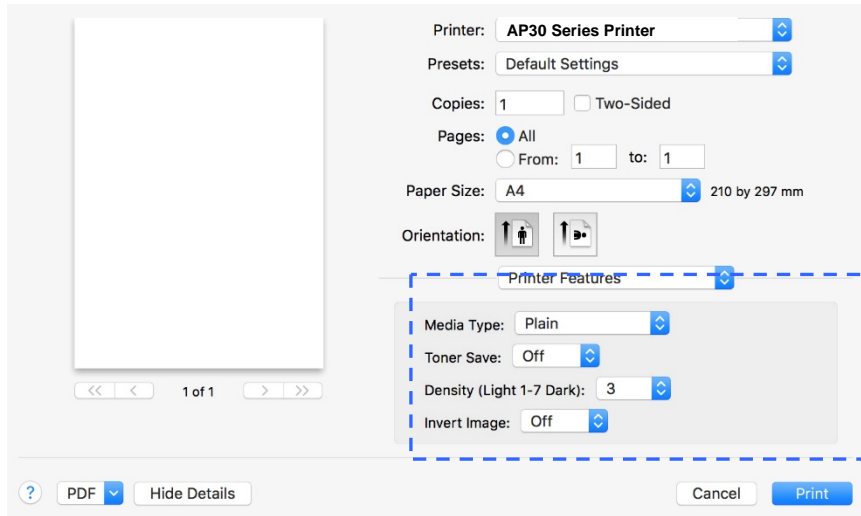 Printer: AP30 Series Printer
Presets: Default Settings
Copies: 1 Two-Sided
Pages: All
From: 1 to: 1
Paper Size: A4 210 by 297 mm
Orientation:
Printer Features
Media Type: Plain
Toner Save: Off
Density (Light 1-7 Dark): 3
Invert Image: Off
<< < 1 of 1 > >>
? PDF Hide Details Cancel Print